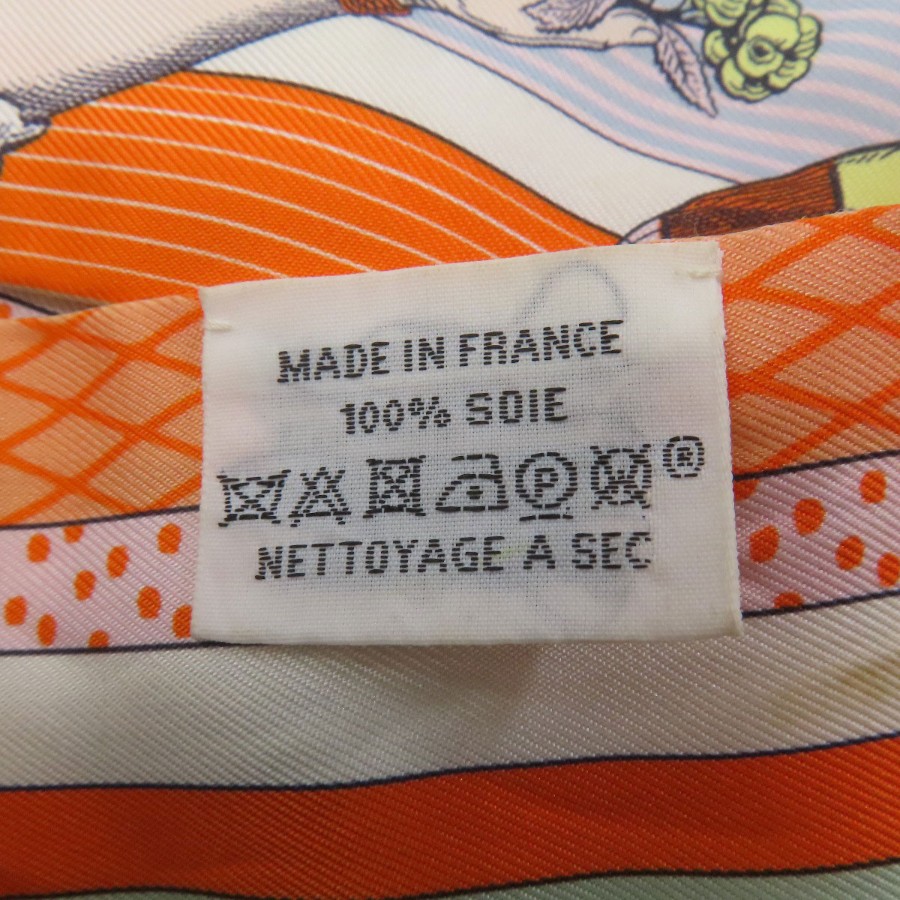 MADE IN FRANCE
100% SOIE
P ®
NETTOYAGE A SEC